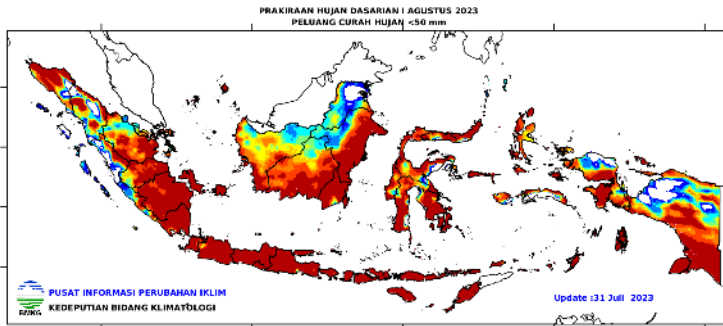 PRAKIRAAN HUJAN DASARIAN I AGUSTUS 2023
PELUANG CURAH HUJAN <50 mm
PUSAT INFORMASI PERUBAHAN IKLIM
KEDEPUTIAN BIDANG KLIMATOLOGI
BMKG
Update :31 Juli 2023